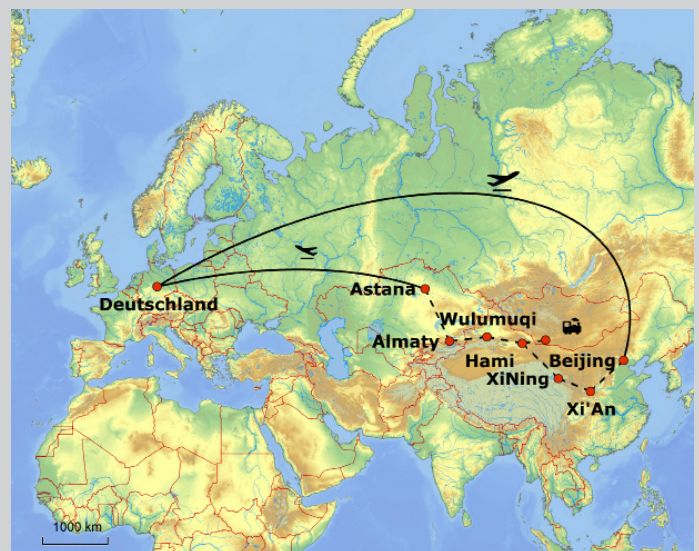 Deutschland
Astana
Wulumuqi
Almaty
Hami
Beijing
XiNing
Xi'An
1000 km